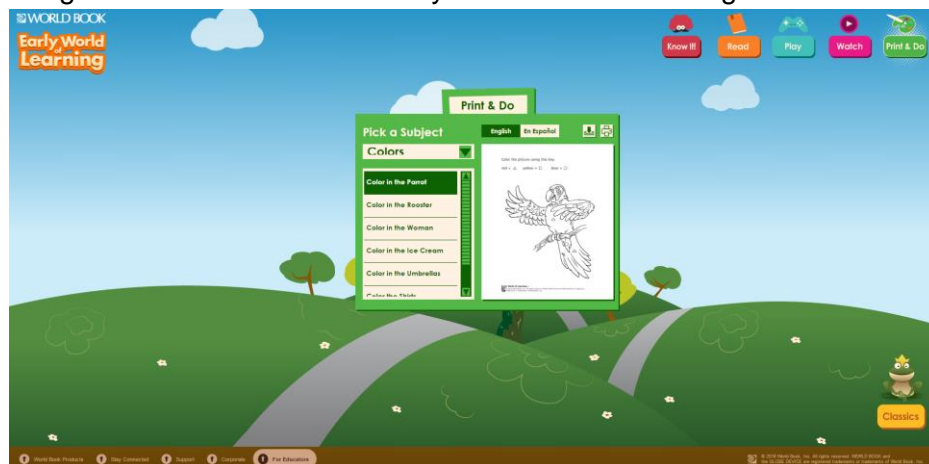 WORLD BOOK
Early World
of
Learning
Know It!
Read
Play
Watch
Print & Do
Print & Do
Pick a Subject
English
En Español
Colors
Color in the Parrot
Color in the Rooster
Color in the Woman
Color in the Ice Cream
Color in the Umbrellas
Color the picture using this key.
Classics
World Book Products
Stay Connected
Support
Corporate
For Educators